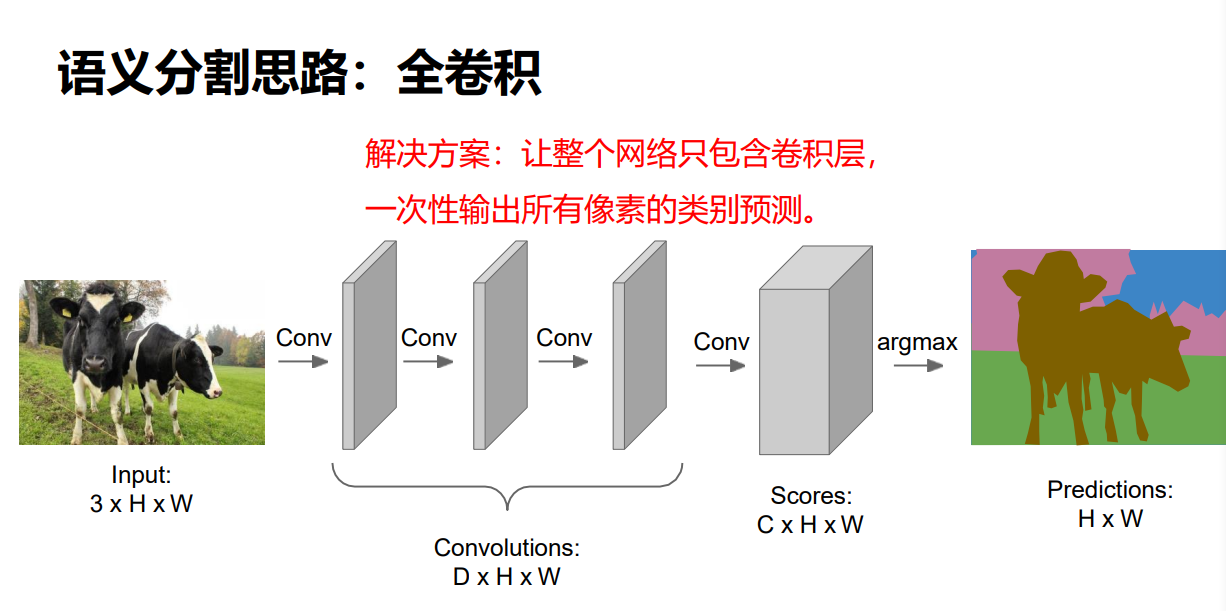 语义分割思路：全卷积
解决方案：让整个网络只包含卷积层，
一次性输出所有像素的类别预测。
Conv
Conv
Conv
Conv
argmax
Input:
3 x H x W
Convolutions:
D x H x W
Scores:
C x H x W
Predictions:
H x W